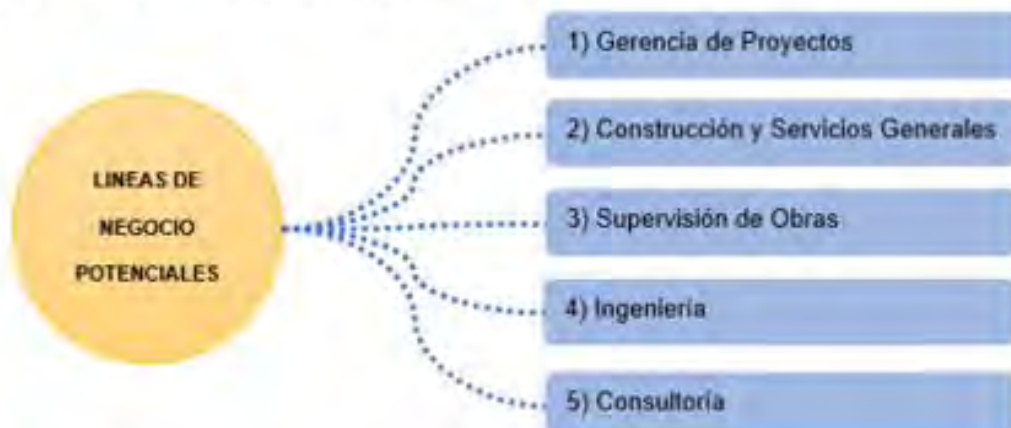 LINEAS DE
NEGOCIO
POTENCIALES
1) Gerencia de Proyectos
2) Construcción y Servicios Generales
3) Supervisión de Obras
4) Ingeniería
5) Consultoría